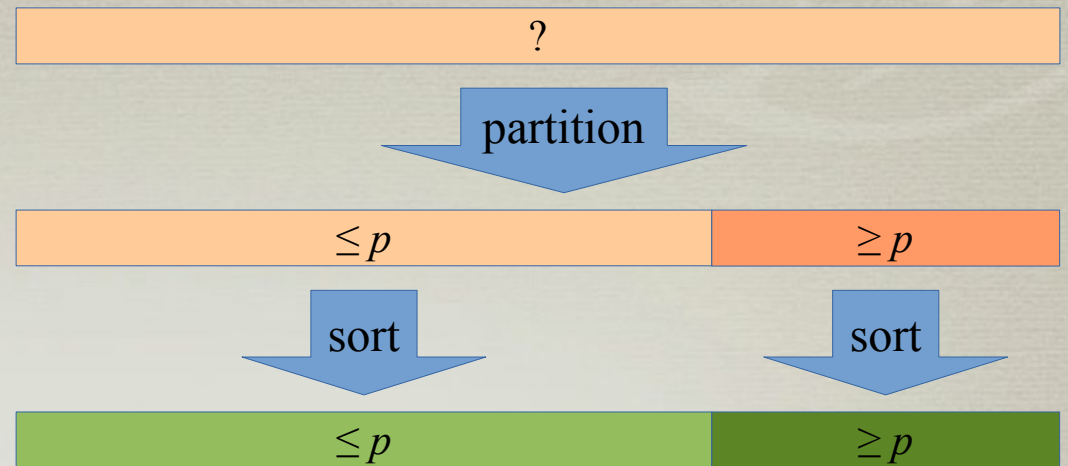 ?
partition
≤ p ≥ p
sort sort
≤ p ≥ p